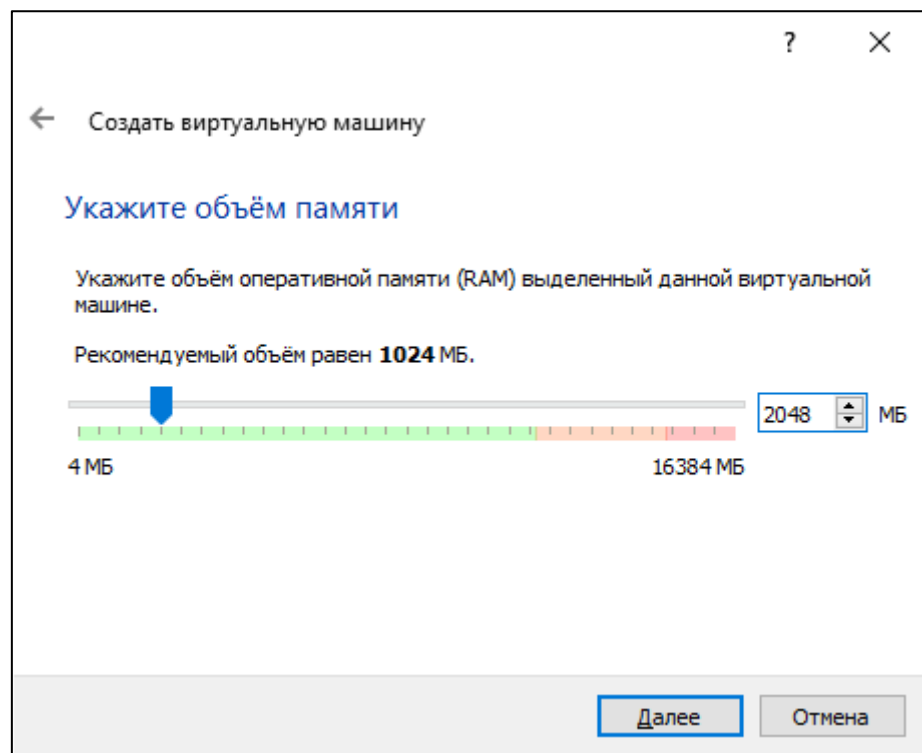 ?
Создать виртуальную машину
Укажите объём памяти
Укажите объём оперативной памяти (RAM) выделенный данной виртуальной
машине.
Рекомендуемый объём равен 1024 МБ.
2048 МБ
4 МБ 16384 МБ
Далее Отмена